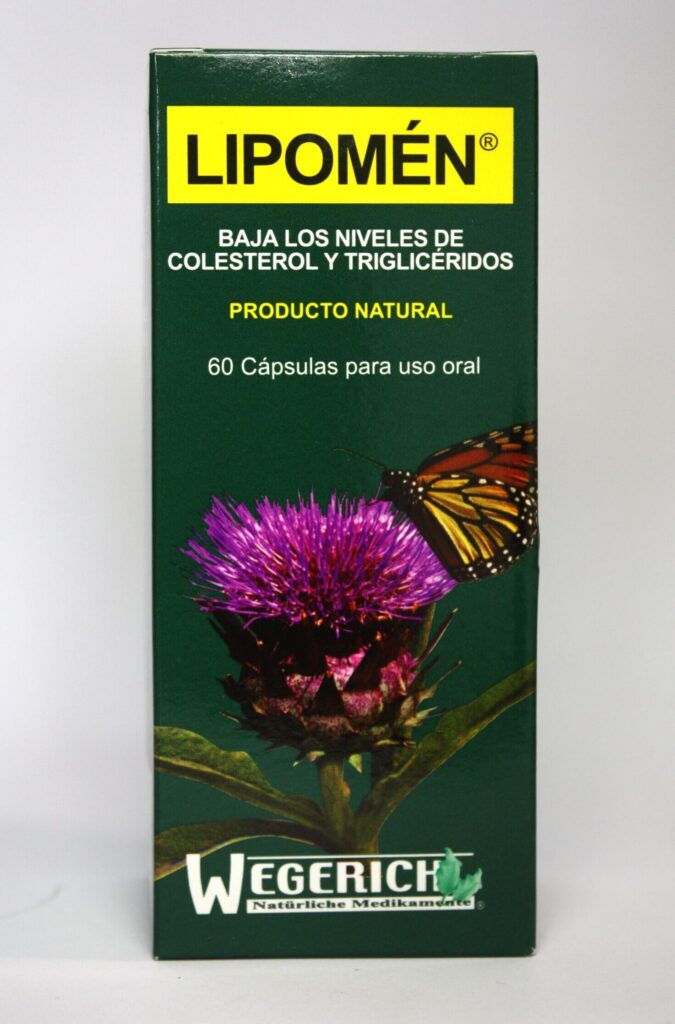 LIPOMÉN®
BAJA LOS NIVELES DE
COLESTEROL Y TRIGLICÉRIDOS
PRODUCTO NATURAL
60 Cápsulas para uso oral
WEGERICH
Natürliche Medikamente®